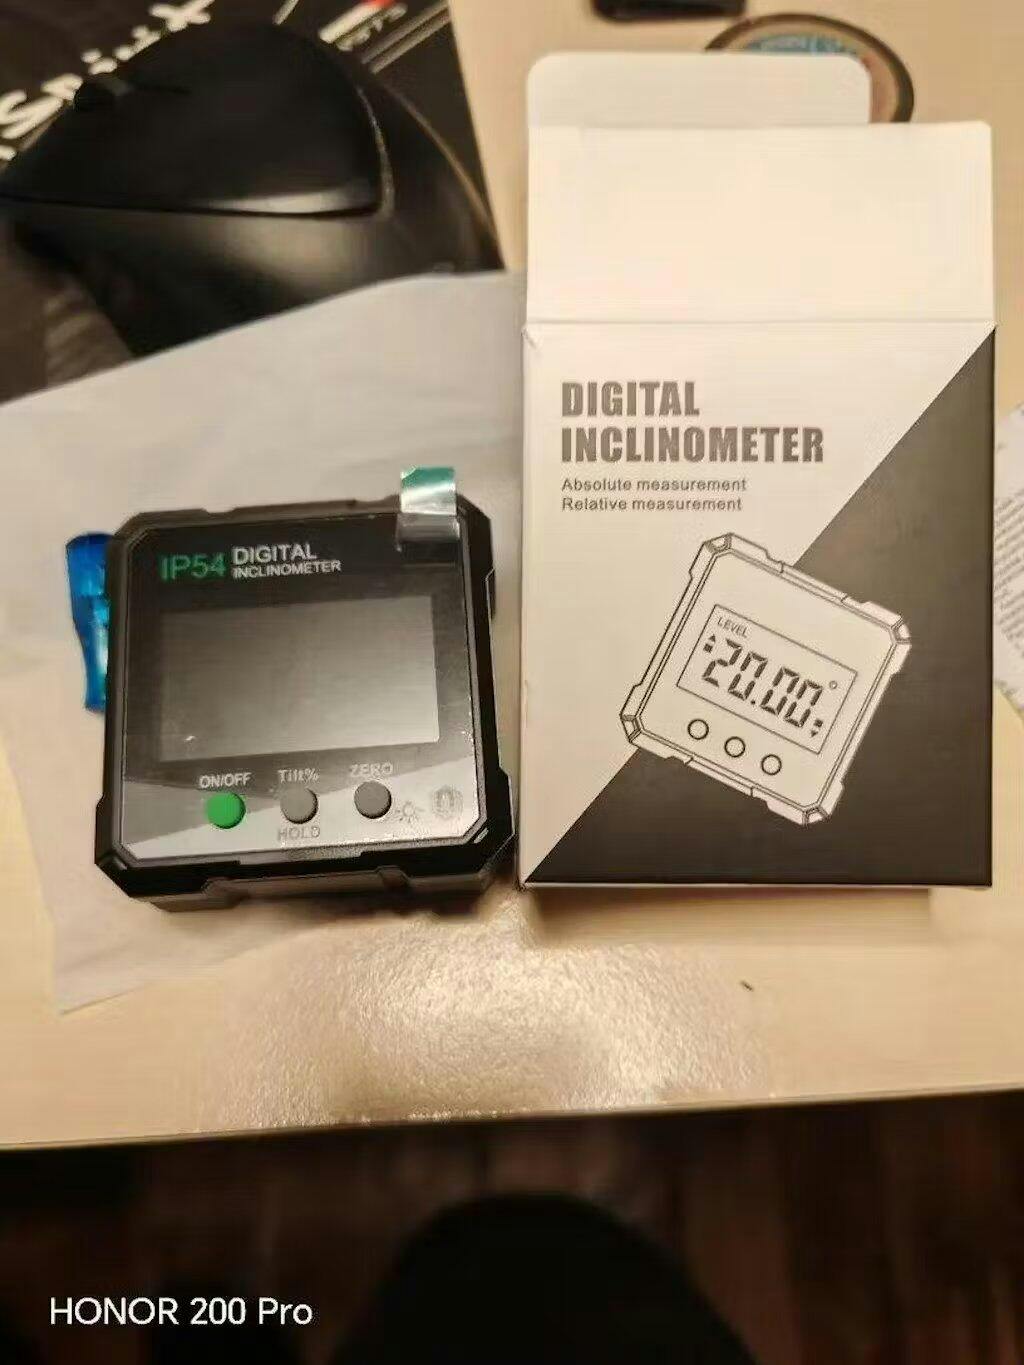 IP54 DIGITAL
INCLINOMETER
ON/OFF
Tilt%
ZERO
HOLD
DIGITAL
INCLINOMETER
Absolute measurement
Relative measurement
LEVEL
20.00°
HONOR 200 Pro